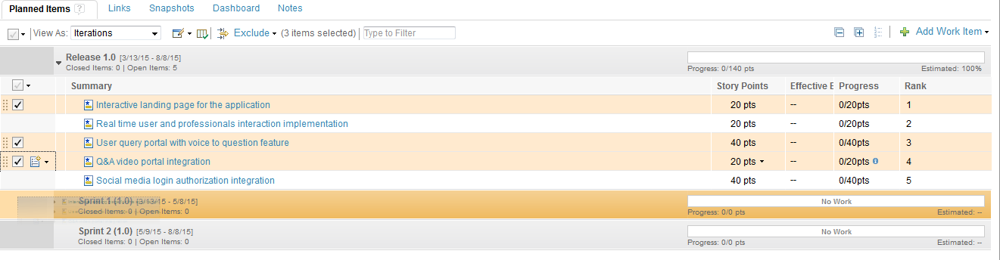 Planned Items ? Links Snapshots Dashboard Notes
View As: Iterations Exclude (3 items selected) Type to Filter Add Work Item
Release 1.0 [3/13/15 - 8/8/15]
Closed Items: 0 | Open Items: 5 Progress: 0/140 pts Estimated: 100%
Summary Story Points Effective E Progress Rank
Interactive landing page for the application 20 pts -- 0/20pts 1
Real time user and professionals interaction implementation 20 pts -- 0/20pts 2
User query portal with voice to question feature 40 pts -- 0/40pts 3
Q&A video portal integration 20 pts -- 0/20pts 4
Social media login authorization integration 40 pts -- 0/40pts 5
Sprint 1 (1.0) [3/13/15 - 5/8/15] No Work
Closed Items: 0 | Open Items: 0 Progress: 0/0 pts Estimated: --
Sprint 2 (1.0) [5/9/15 - 8/8/15] No Work
Closed Items: 0 | Open Items: 0 Progress: 0/0 pts Estimated: --